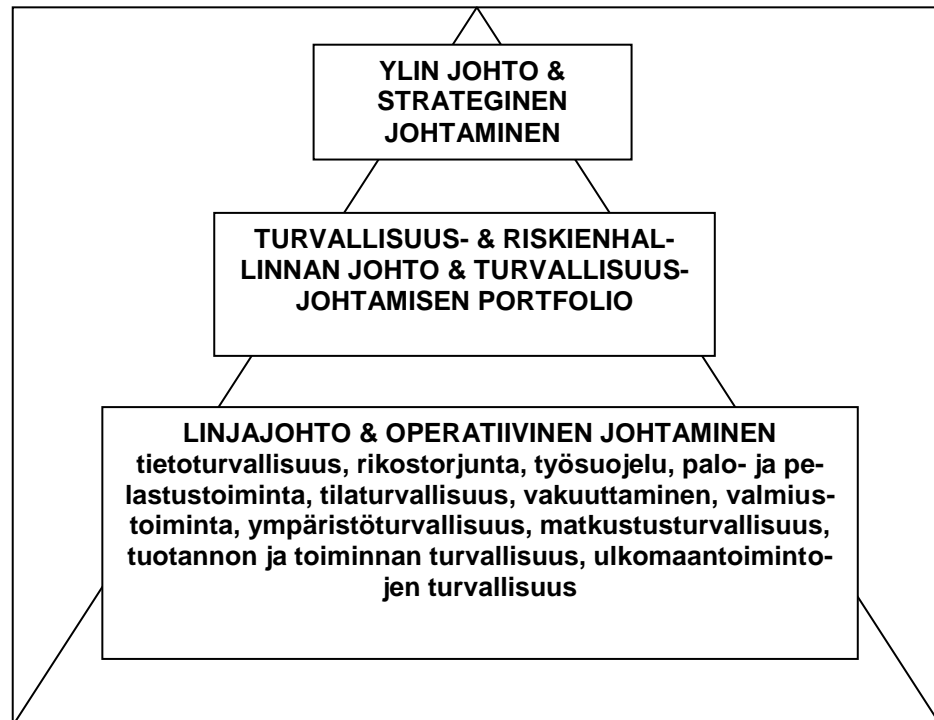 YLIN JOHTO &
STRATEGINEN
JOHTAMINEN
TURVALLISUUS- & RISKIENHAL-
LINNAN JOHTO & TURVALLISUUS-
JOHTAMISEN PORTFOLIO
LINJAJOHTO & OPERATIIVINEN JOHTAMINEN
tietoturvallisuus, rikostorjunta, työsuojelu, palo- ja pe-
lastustoiminta, tilaturvallisuus, vakuuttaminen, valmius-
toiminta, ympäristöturvallisuus, matkustusturvallisuus,
tuotannon ja toiminnan turvallisuus, ulkomaantoiminto-
jen turvallisuus